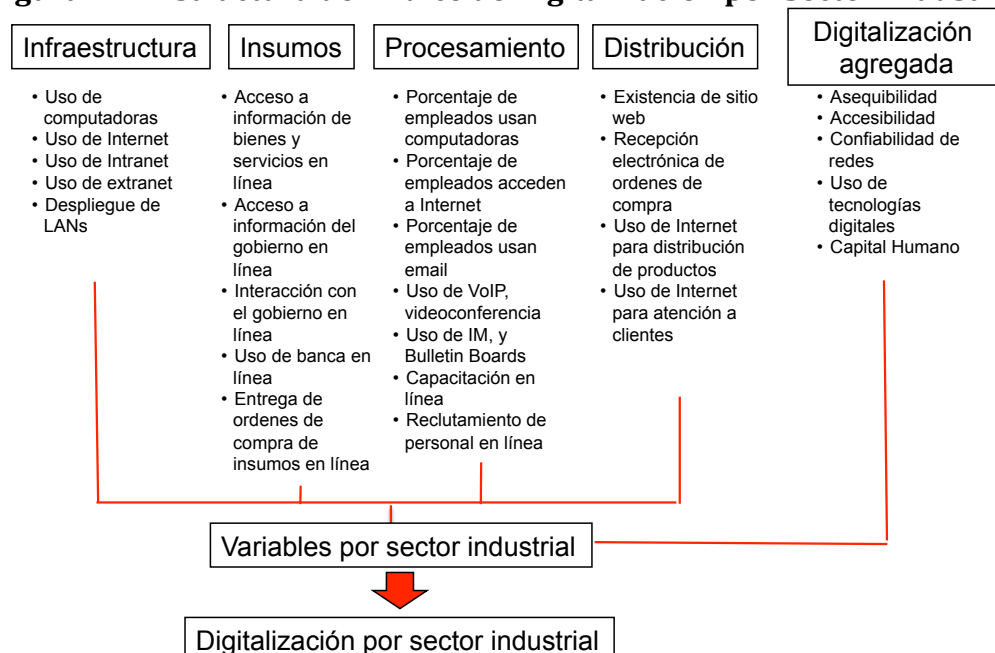 de Digitalización por Sector
Infraestructura
• Uso de
computadoras
• Uso de Internet
• Uso de Intranet
• Uso de extranet
• Despliegue de
LANs
Insumos
• Acceso a
información de
bienes y
servicios en
línea
• Acceso a
información del
gobierno en
línea
• Interacción con
el gobierno en
línea
• Uso de banca en
línea
• Entrega de
ordenes de
compra de
insumos en línea
Procesamiento
• Porcentaje de
empleados usan
computadoras
• Porcentaje de
empleados acceden
a Internet
• Porcentaje de
empleados usan
email
• Uso de VoIP,
videoconferencia
• Uso de IM, y
Bulletin Boards
• Capacitación en
línea
• Reclutamiento de
personal en línea
Distribución
• Existencia de sitio
web
• Recepción
electrónica de
ordenes de
compra
• Uso de Internet
para distribución
de productos
• Uso de Internet
para atención a
clientes
Digitalización
agregada
• Asequibilidad
• Accesibilidad
• Confiabilidad de
redes
• Uso de
tecnologías
digitales
• Capital Humano
Variables por sector industrial
Digitalización por sector industrial